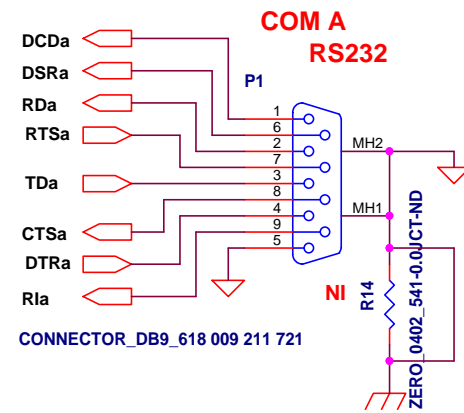 COM A
RS232
P1
DCDa
DSRa
RDa
RTSa
TDa
CTSa
DTRa
RIa
1
6
2
7
3
8
4
9
5
MH2
MH1
NI
R14
ZERO_0402_541-0.0JCT-ND
CONNECTOR_DB9_618 009 211 721